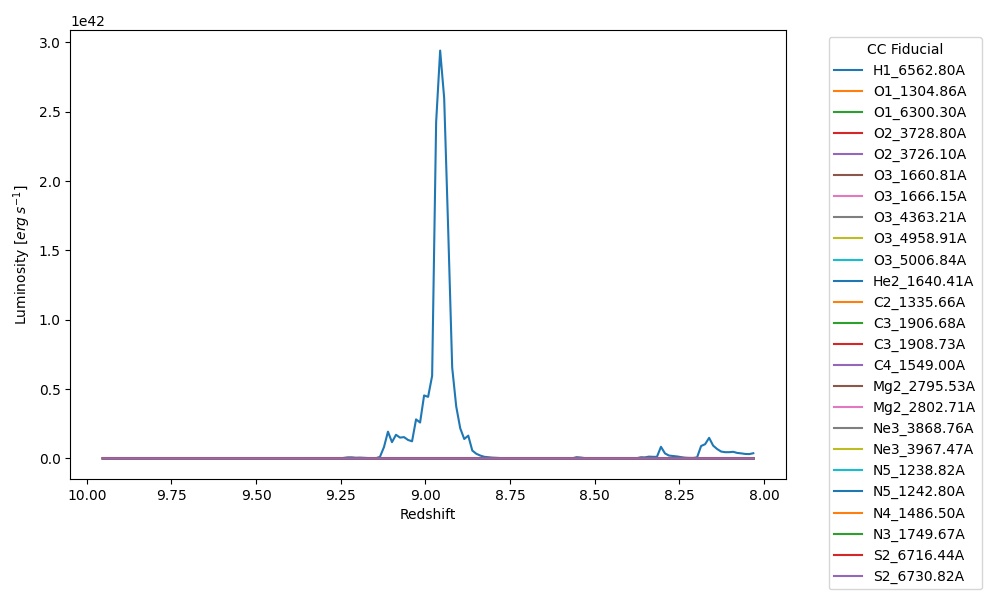 1e42
3.0
2.5
2.0
1.5
1.0
0.5
0.0
Luminosity [erg s⁻¹]
10.00 9.75 9.50 9.25 9.00 8.75 8.50 8.25 8.00
Redshift
CC Fiducial
H1_6562.80A
O1_1304.86A
O1_6300.30A
O2_3728.80A
O2_3726.10A
O3_1660.81A
O3_1666.15A
O3_4363.21A
O3_4958.91A
O3_5006.84A
He2_1640.41A
C2_1335.66A
C3_1906.68A
C3_1908.73A
C4_1549.00A
Mg2_2795.53A
Mg2_2802.71A
Ne3_3868.76A
Ne3_3967.47A
N5_1238.82A
N5_1242.80A
N4_1486.50A
N3_1749.67A
S2_6716.44A
S2_6730.82A